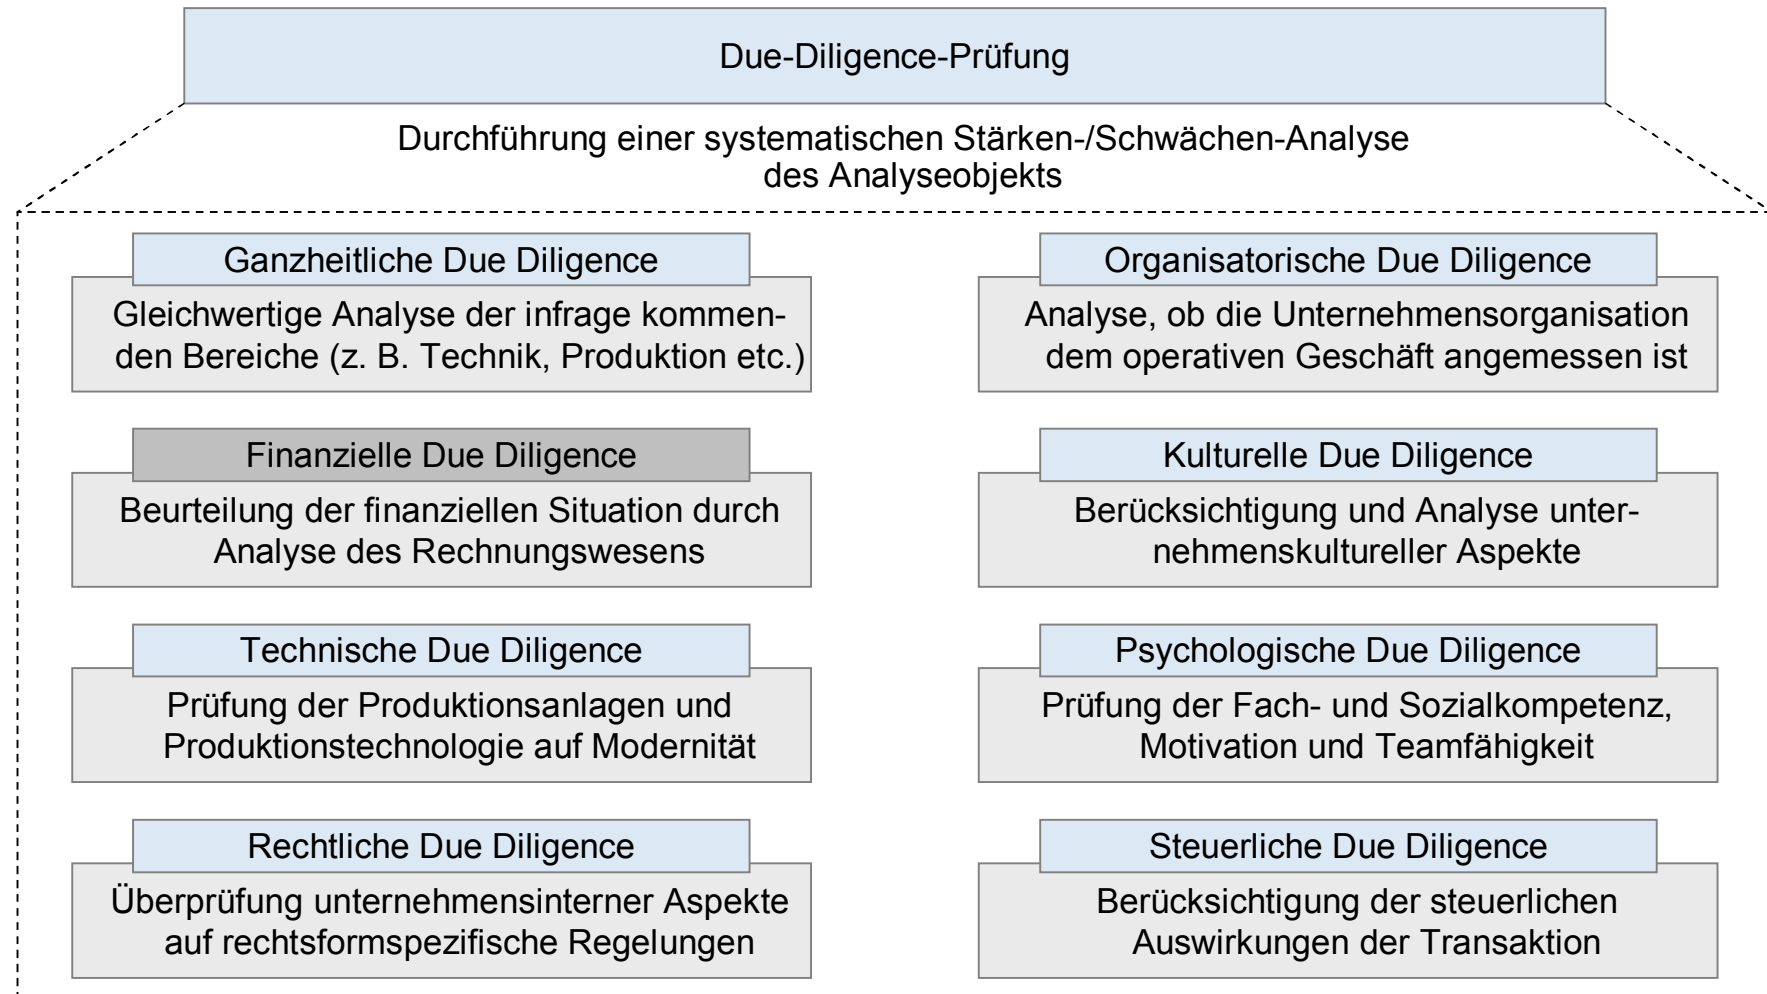 Due-Diligence-Prüfung
Durchführung einer systematischen Stärken-/Schwächen-Analyse
des Analyseobjekts
Ganzheitliche Due Diligence
Gleichwertige Analyse der infrage kommen-
den Bereiche (z. B. Technik, Produktion etc.)
Organisatorische Due Diligence
Analyse, ob die Unternehmensorganisation
dem operativen Geschäft angemessen ist
Finanzielle Due Diligence
Beurteilung der finanziellen Situation durch
Analyse des Rechnungswesens
Kulturelle Due Diligence
Berücksichtigung und Analyse unter-
nehmenskultureller Aspekte
Technische Due Diligence
Prüfung der Produktionsanlagen und
Produktionstechnologie auf Modernität
Psychologische Due Diligence
Prüfung der Fach- und Sozialkompetenz,
Motivation und Teamfähigkeit
Rechtliche Due Diligence
Überprüfung unternehmensinterner Aspekte
auf rechtsformspezifische Regelungen
Steuerliche Due Diligence
Berücksichtigung der steuerlichen
Auswirkungen der Transaktion